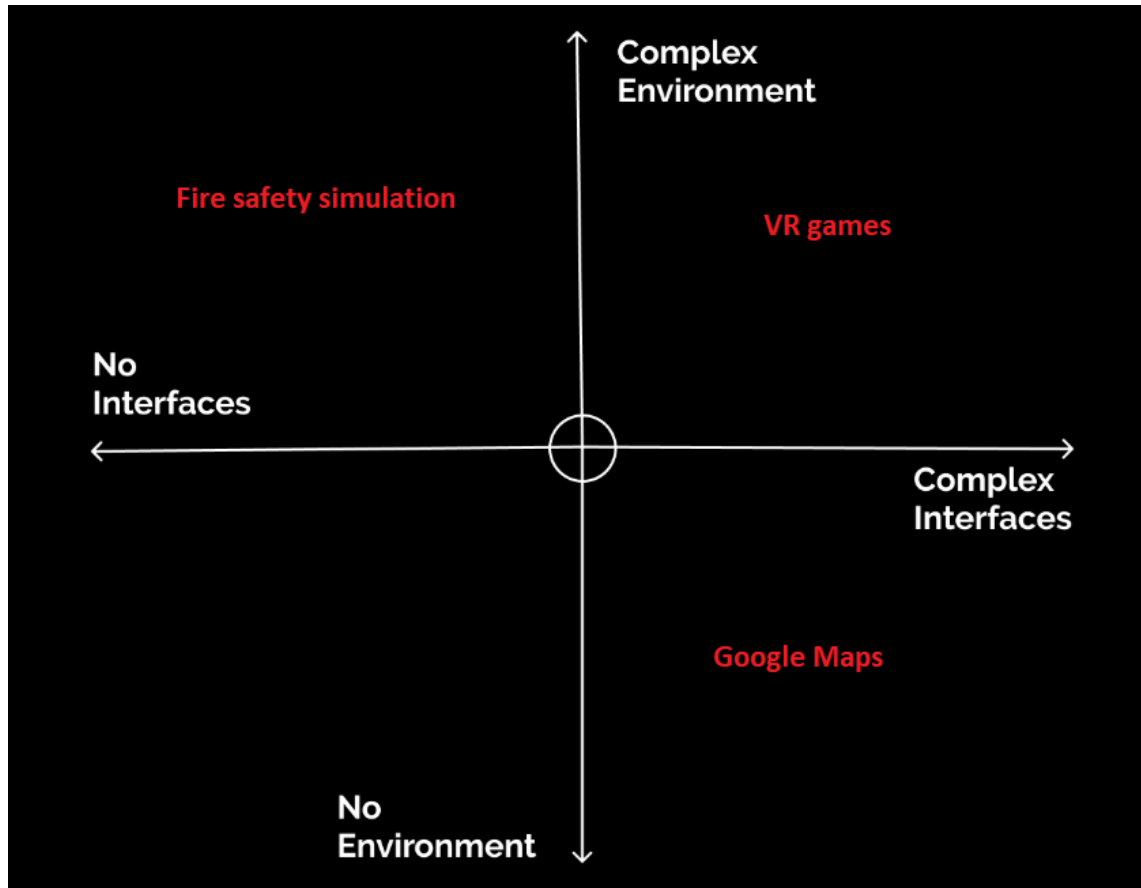 Complex
Environment
Fire safety simulation
VR games
No
Interfaces
Complex
Interfaces
Google Maps
No
Environment